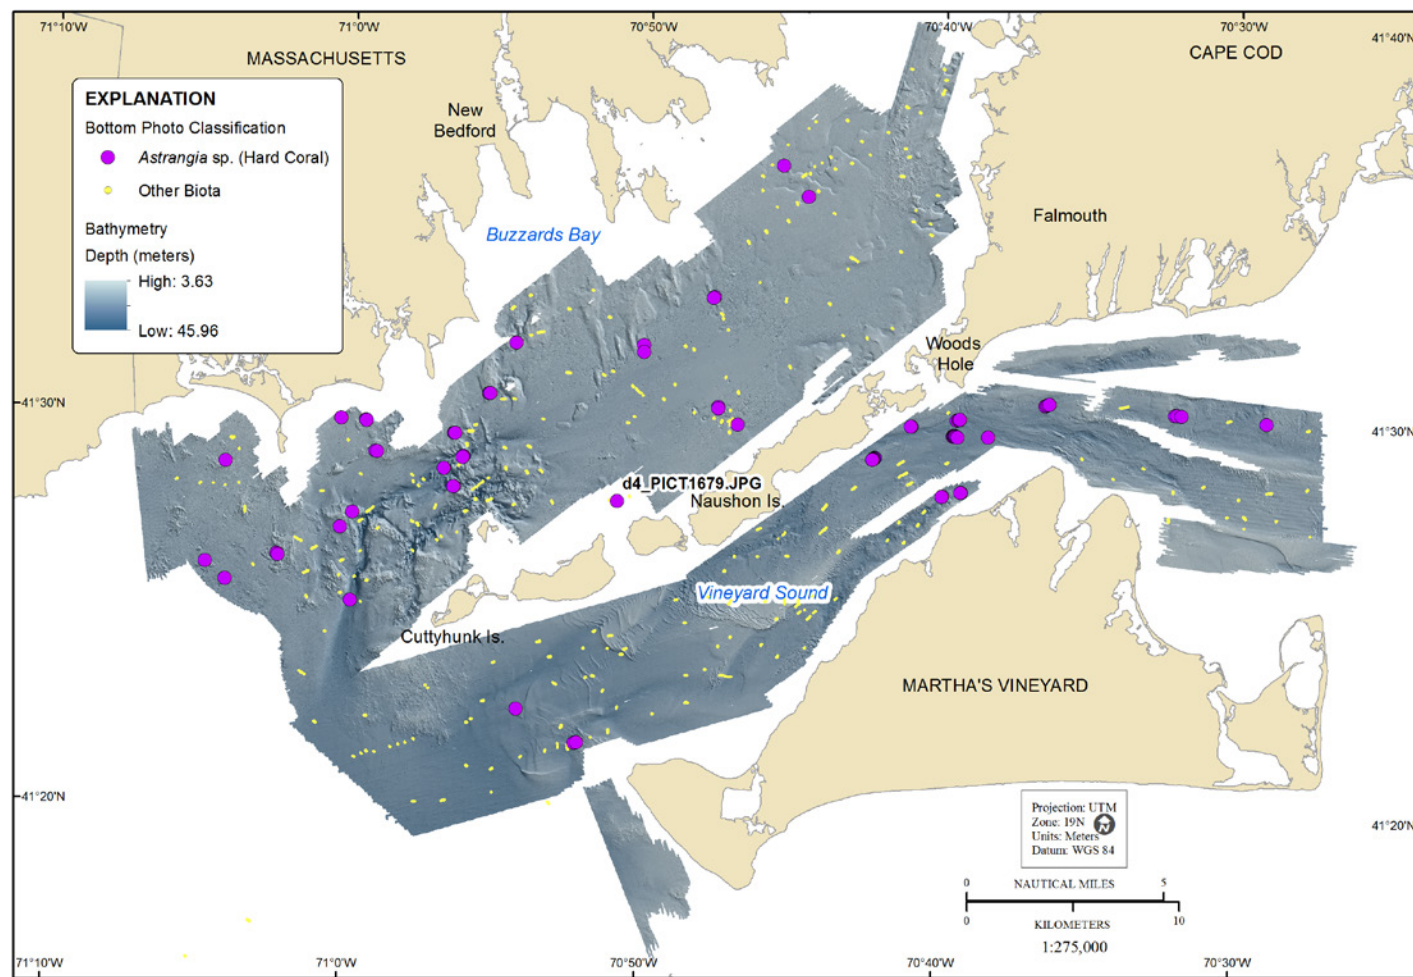 71°10'W
71°0'W
70°50'W
70°40'W
70°30'W
41°40'N
MASSACHUSETTS
CAPE COD
EXPLANATION
Bottom Photo Classification
Astrangia sp. (Hard Coral)
Other Biota
Bathymetry
Depth (meters)
High: 3.63
Low: 45.96
New
Bedford
Buzzards Bay
Falmouth
Woods
Hole
41°30'N
41°30'N
d4_PICT1679.JPG
Naushon Is.
Vineyard Sound
Cuttyhunk Is.
MARTHA'S VINEYARD
41°20'N
41°20'N
Projection: UTM
Zone: 19N
Units: Meters
Datum: WGS 84
N
0
NAUTICAL MILES
5
0
KILOMETERS
10
1:275,000
71°10'W
71°0'W
70°50'W
70°40'W
70°30'W